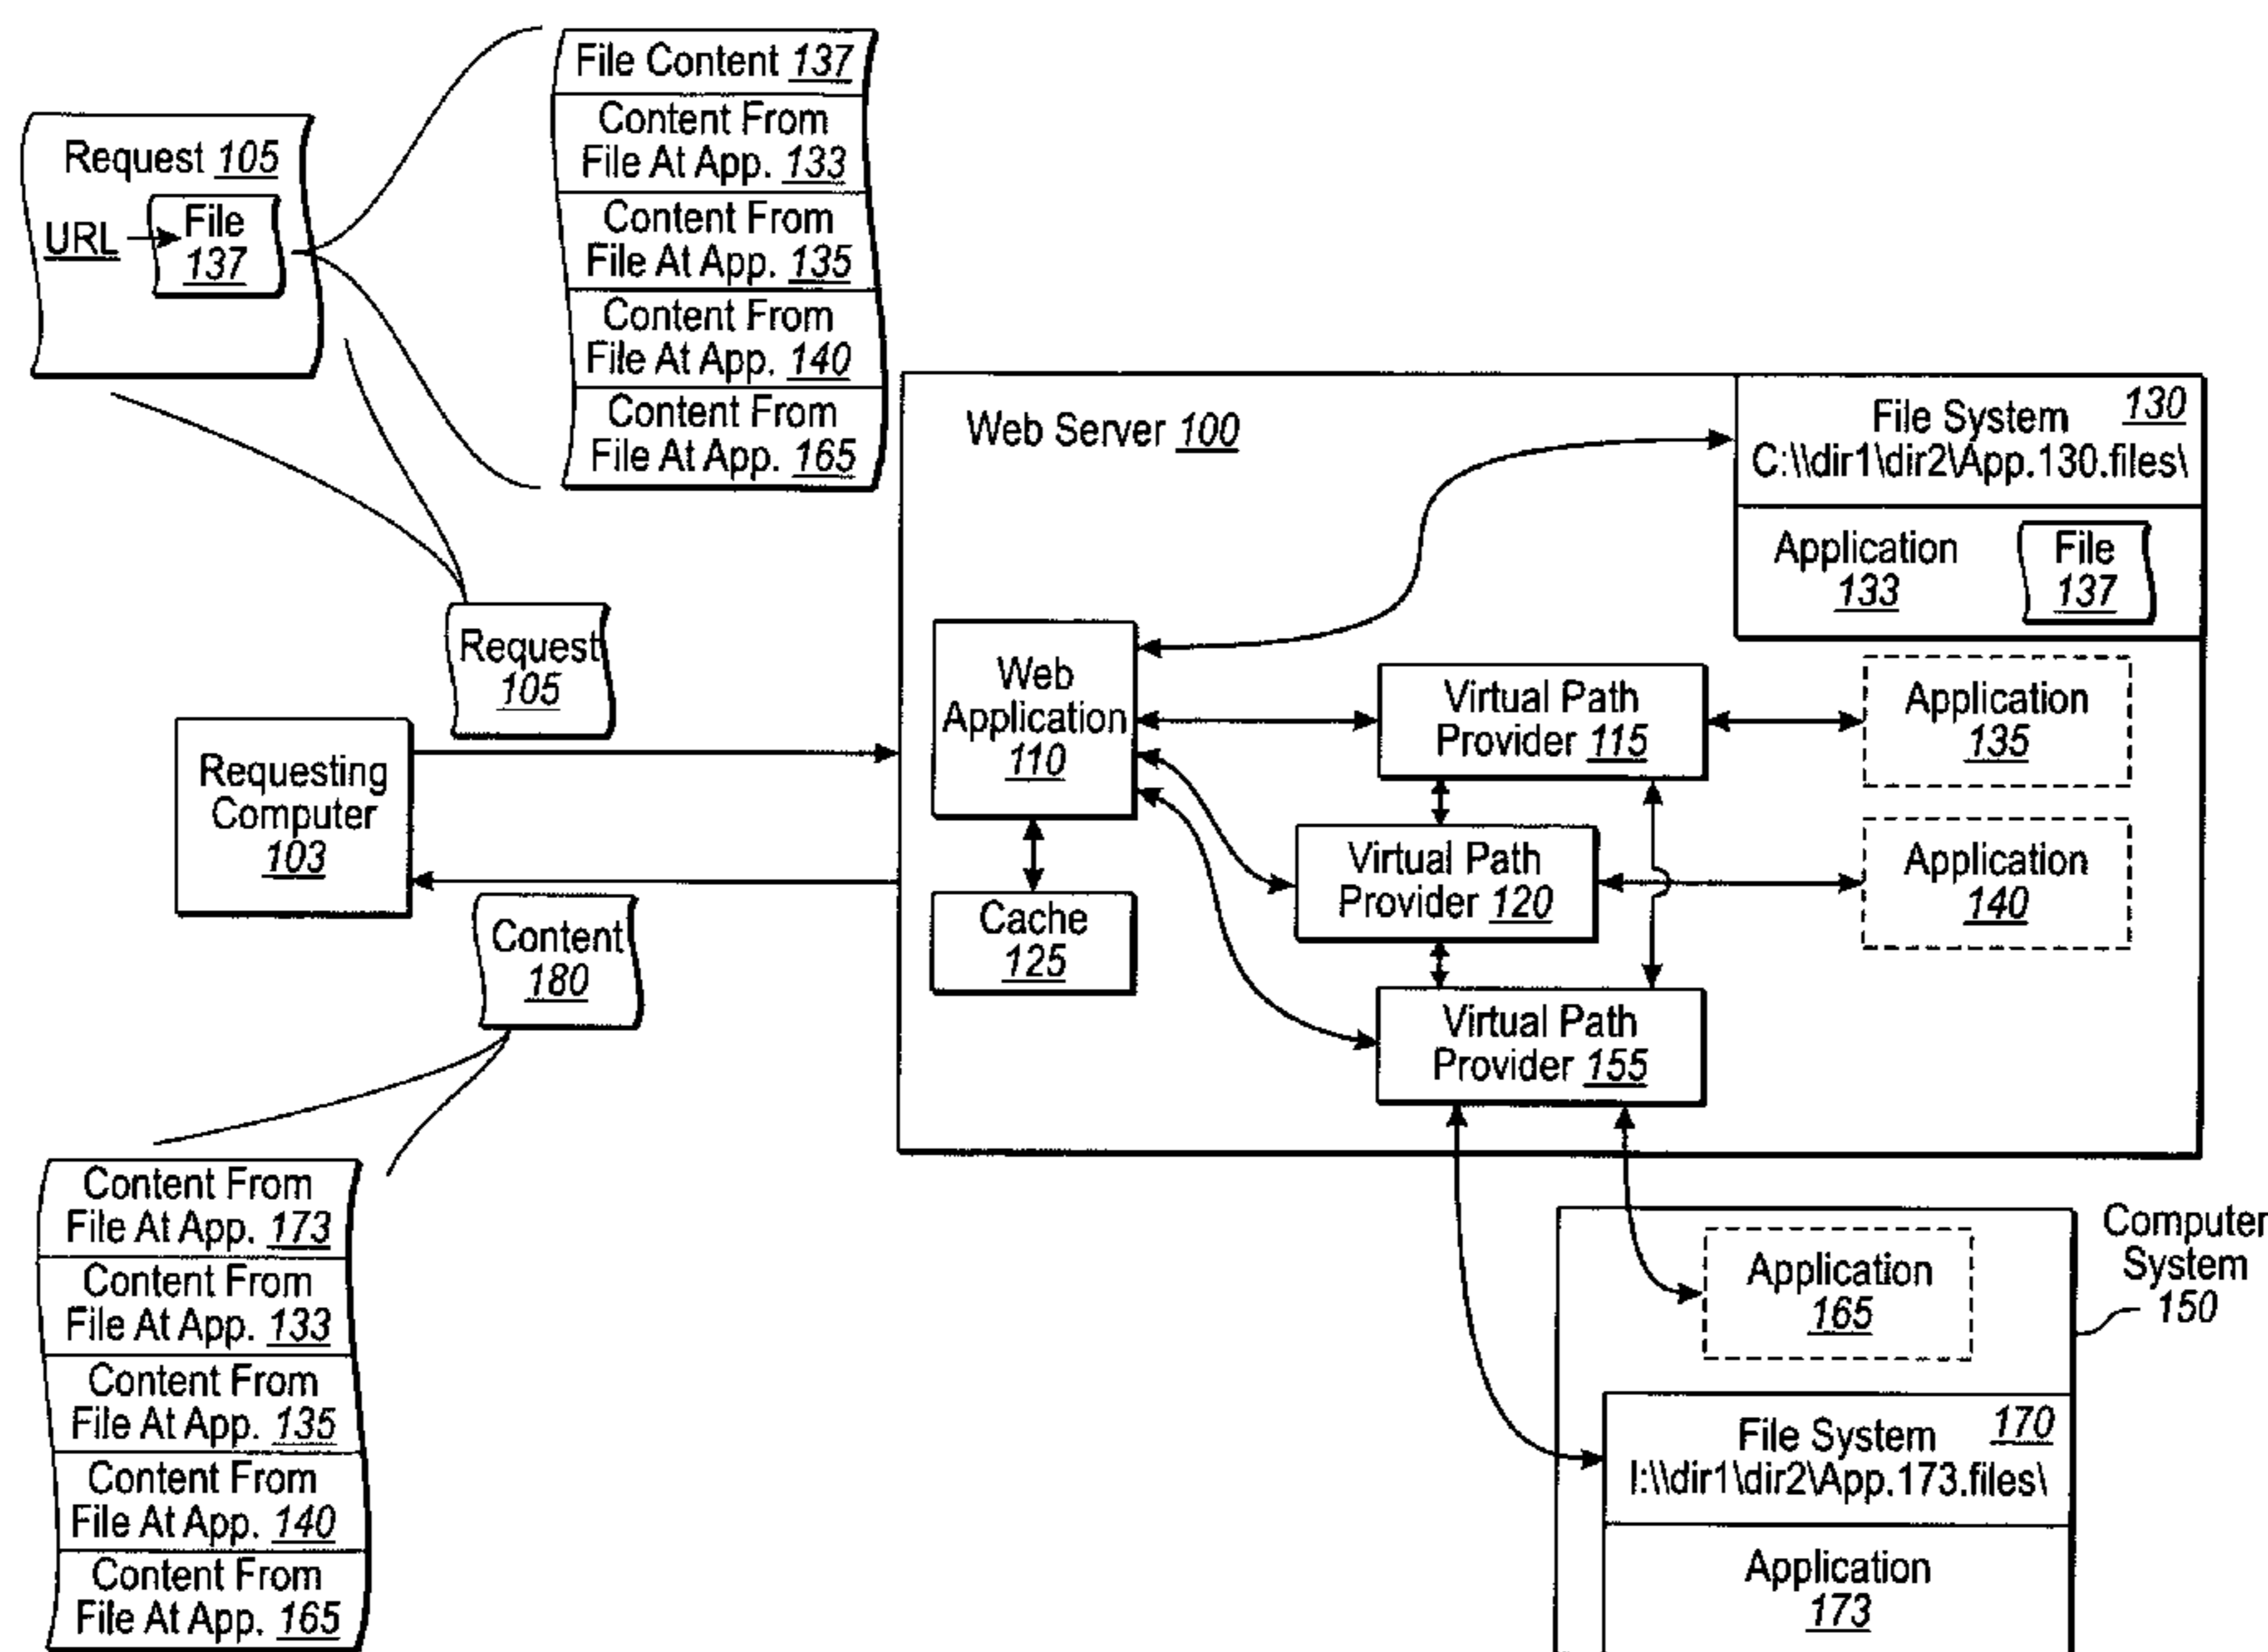 File Content 137
Content From
File At App. 133
Content From
File At App. 135
Content From
File At App. 140
Content From
File At App. 165
Request 105
URL
File
137
Request
105
Requesting
Computer
103
Content
180
Content From
File At App. 173
Content From
File At App. 133
Content From
File At App. 135
Content From
File At App. 140
Content From
File At App. 165
Web Server 100
File System 130
C:\\dir1\dir2\App.130.files\
Application
133
File
137
Web
Application
110
Cache
125
Virtual Path
Provider 115
Application
135
Virtual Path
Provider 120
Application
140
Virtual Path
Provider 155
Computer
System
150
Application
165
File System 170
I:\\dir1\dir2\App.173.files\
Application
173